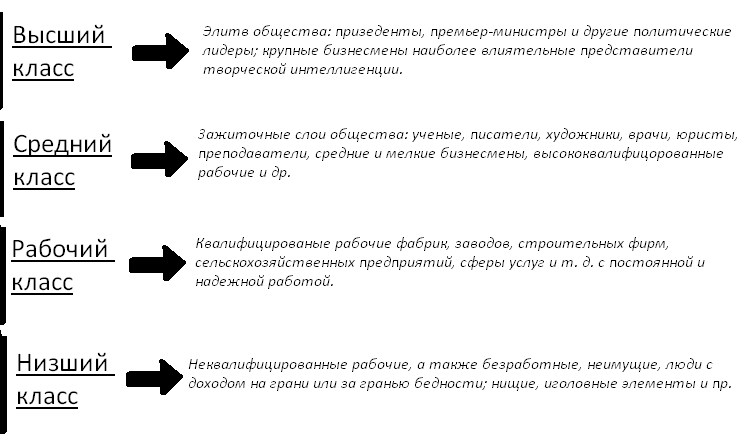 Высший
класс
Элитв общества: призеденты, премьер-министры и другие политические
лидеры; крупные бизнесмены наиболее влиятельные представители
творческой интеллигенции.
Средний
класс
Зажиточные слои общества: ученые, писатели, художники, врачи, юристы,
преподаватели, средние и мелкие бизнесмены, высококвалифицорованные
рабочие и др.
Рабочий
класс
Квалифицированые рабочие фабрик, заводов, строительных фирм,
сельскохозяйственных предприятий, сферы услуг и т. д. с постоянной и
надежной работой.
Низший
класс
Неквалифицированные рабочие, а также безработные, неимущие, люди с
доходом на грани или за гранью бедности; нищие, иголовные элементы и пр.